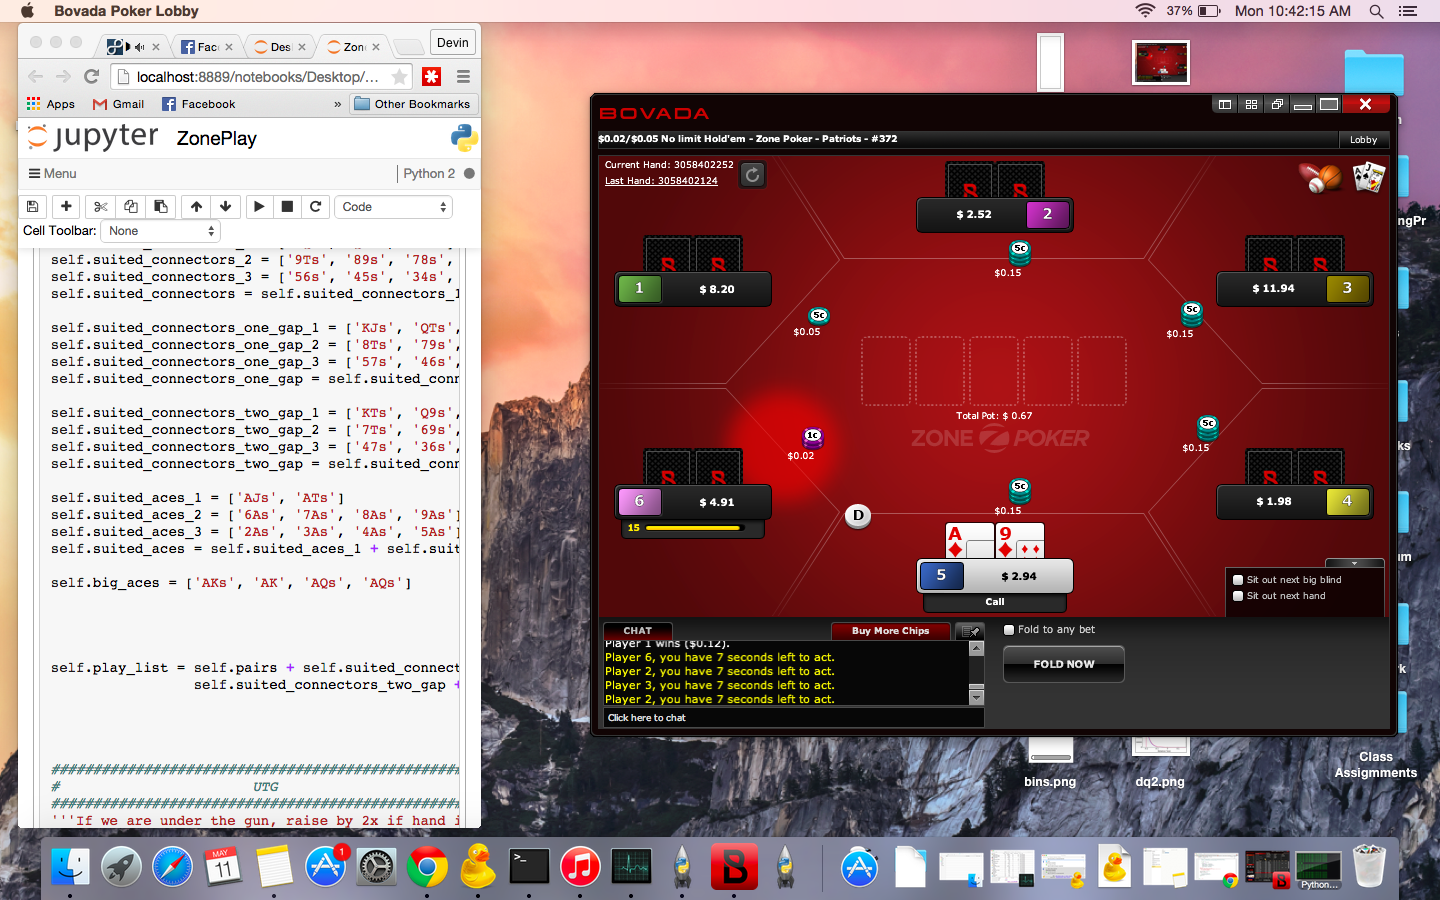 Bovada Poker Lobby
37%
Mon 10:42:15 AM
Fac
Des
Zon
Devin
localhost:8889/notebooks/Desktop/...
Apps
Gmail
Facebook
»
Other Bookmarks
jupyter
ZonePlay
Menu
Python 2
Code
Cell Toolbar:
None
self.suited_connectors_2 = ['9Ts', '89s', '78s',
self.suited_connectors_3 = ['56s', '45s', '34s',
self.suited_connectors = self.suited_connectors_1
self.suited_connectors_one_gap_1 = ['KJs', 'QTs',
self.suited_connectors_one_gap_2 = ['8Ts', '79s',
self.suited_connectors_one_gap_3 = ['57s', '46s',
self.suited_connectors_one_gap = self.suited_conn
self.suited_connectors_two_gap_1 = ['KTs', 'Q9s',
self.suited_connectors_two_gap_2 = ['7Ts', '69s',
self.suited_connectors_two_gap_3 = ['47s', '36s',
self.suited_connectors_two_gap = self.suited_conn
self.suited_aces_1 = ['AJs', 'ATs']
self.suited_aces_2 = ['6As', '7As', '8As', '9As']
self.suited_aces_3 = ['2As', '3As', '4As', '5As']
self.suited_aces = self.suited_aces_1 + self.suit
self.big_aces = ['AKs', 'AK', 'AQs', 'AQs']
self.play_list = self.pairs + self.suited_connect
self.suited_connectors_two_gap +
# UTG
'''If we are under the gun, raise by 2x if hand i
BOVADA
$0.02/$0.05 No limit Hold'em - Zone Poker - Patriots - #372
Lobby
Current Hand: 3058402252
Last Hand: 3058402124
$ 2.52
2
5c
$0.15
1
$ 8.20
5c
$0.05
$ 11.94
3
5c
$0.15
Total Pot: $ 0.67
ZONE POKER
1c
$0.02
5c
$0.15
6
$ 4.91
15
5c
$0.15
D
A
9
5
$ 2.94
Call
$ 1.98
4
Sit out next big blind
Sit out next hand
CHAT
Buy More Chips
Fold to any bet
FOLD NOW
Player 1 wins ($0.12).
Player 6, you have 7 seconds left to act.
Player 2, you have 7 seconds left to act.
Player 3, you have 7 seconds left to act.
Player 2, you have 7 seconds left to act.
Click here to chat
ngPr
ks
um
rk
bins.png
dq2.png
Class
Assigmments
MAY
11
1
Python...